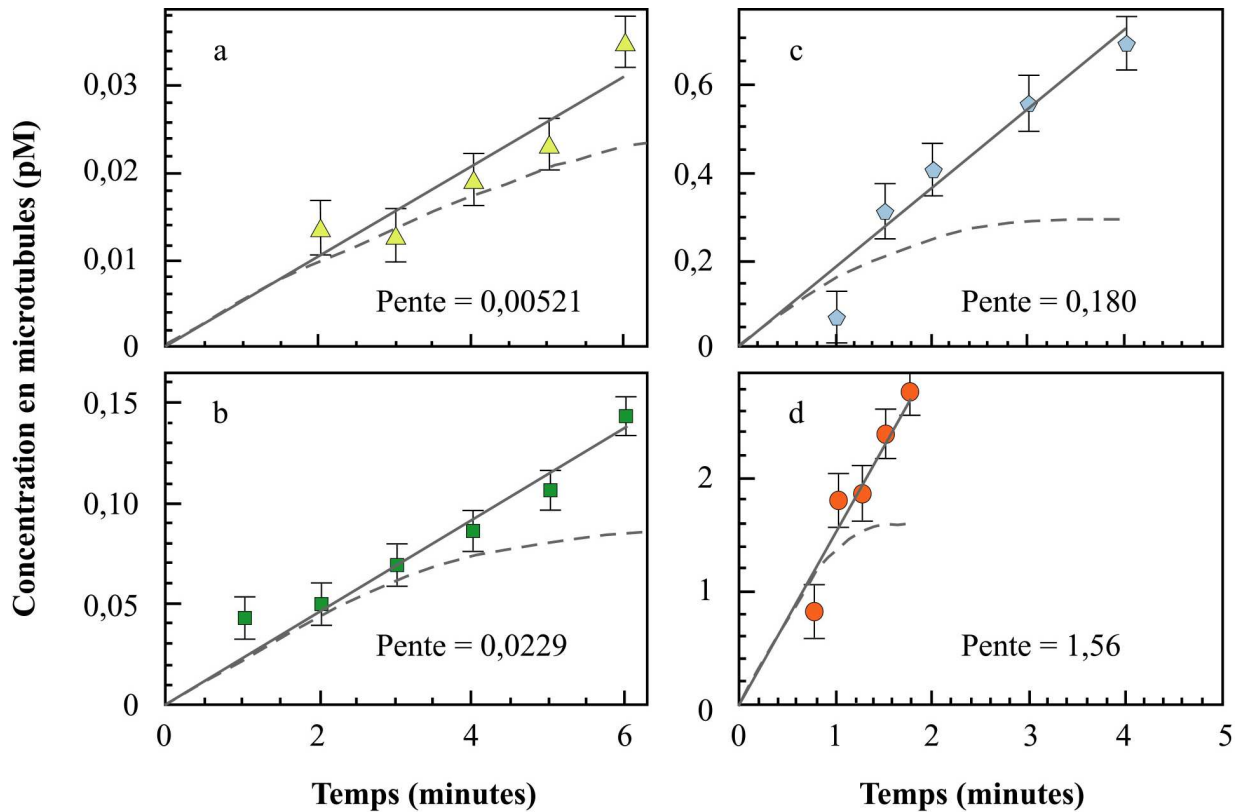 Concentration en microtubules (pM)
a
0,03
0,02
0,01
0
Pente = 0,00521
c
0,6
0,4
0,2
0
Pente = 0,180
b
0,15
0,10
0,05
0
Pente = 0,0229
0 2 4 6
Temps (minutes)
d
2
1
0
Pente = 1,56
0 1 2 3 4 5
Temps (minutes)